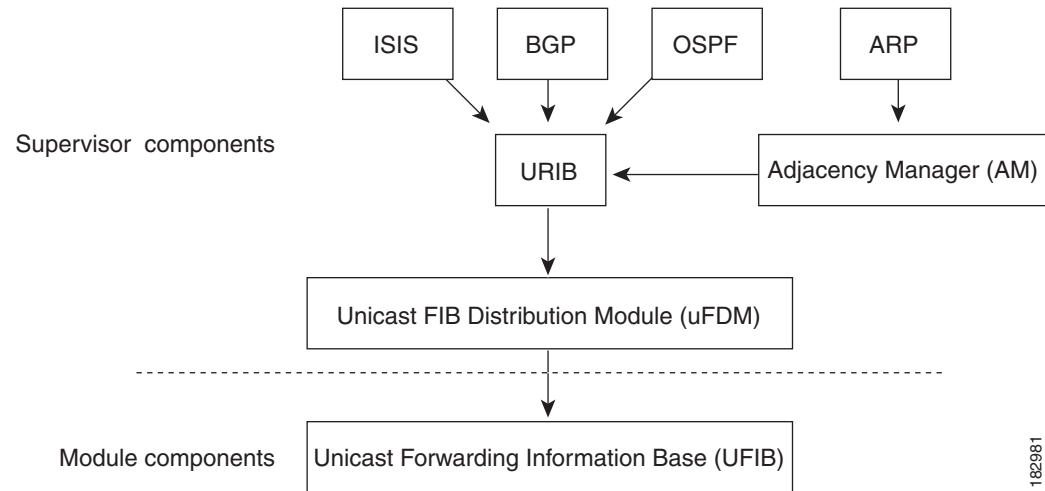 ISIS
BGP
OSPF
ARP
Supervisor components
URIB
Adjacency Manager (AM)
Unicast FIB Distribution Module (uFDM)
Module components
Unicast Forwarding Information Base (UFIB)
182981